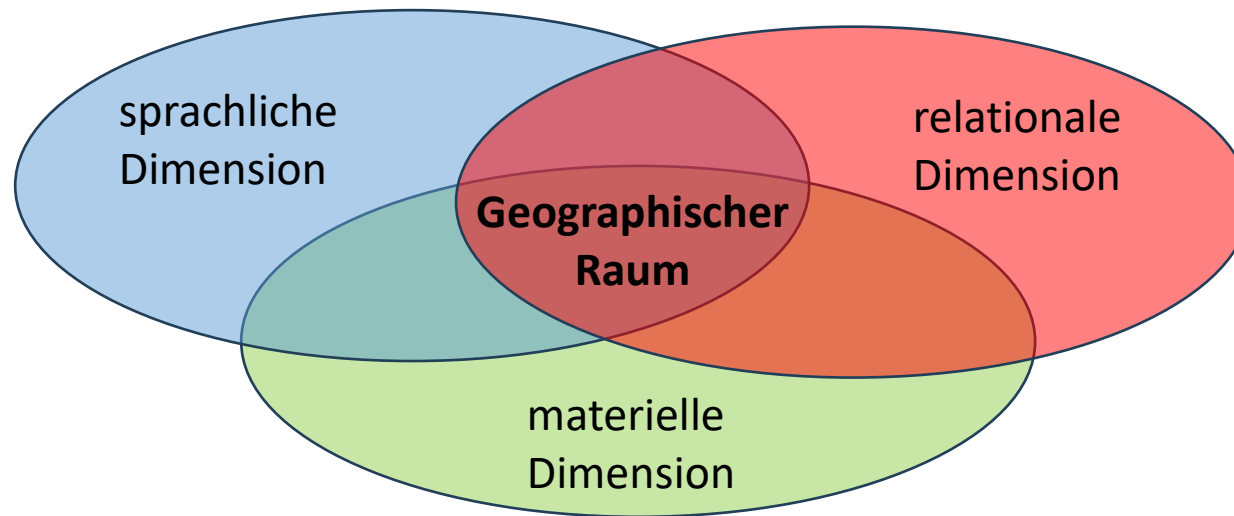 sprachliche
Dimension
relationale
Dimension
Geographischer
Raum
materielle
Dimension